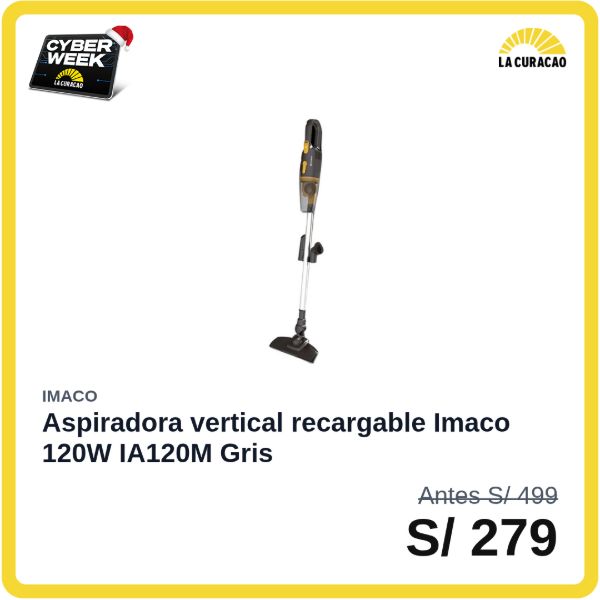 CYBER
WEEK
LA CURACAO
LA CURACAO
IMACO
Aspiradora vertical recargable Imaco
120W IA120M Gris
Antes S/ 499
S/ 279